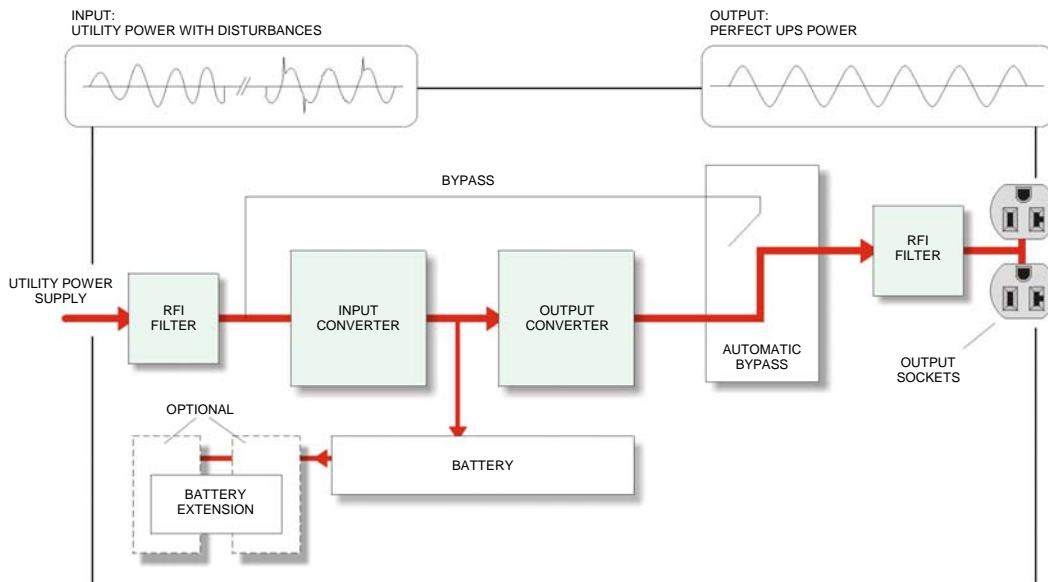 INPUT:
UTILITY POWER WITH DISTURBANCES
OUTPUT:
PERFECT UPS POWER
BYPASS
UTILITY POWER
SUPPLY
RFI
FILTER
INPUT
CONVERTER
OUTPUT
CONVERTER
AUTOMATIC
BYPASS
RFI
FILTER
OUTPUT
SOCKETS
OPTIONAL
BATTERY
BATTERY
EXTENSION